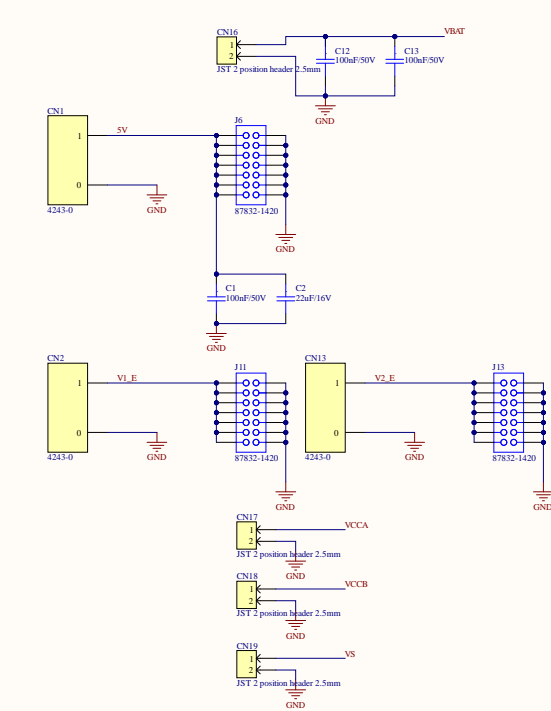 CN16
1
VBAT
2
C12
100nF/50V
C13
100nF/50V
JST 2 position header 2.5mm
GND
CN1
1
5V
J6
0
4243-0
GND
87832-1420
GND
C1
100nF/50V
C2
22uF/16V
GND
CN2
1
V1_E
J11
0
4243-0
GND
87832-1420
GND
CN13
1
V2_E
J13
0
4243-0
GND
87832-1420
GND
CN17
1
VCCA
2
JST 2 position header 2.5mm
GND
CN18
1
VCCB
2
JST 2 position header 2.5mm
GND
CN19
1
VS
2
JST 2 position header 2.5mm
GND